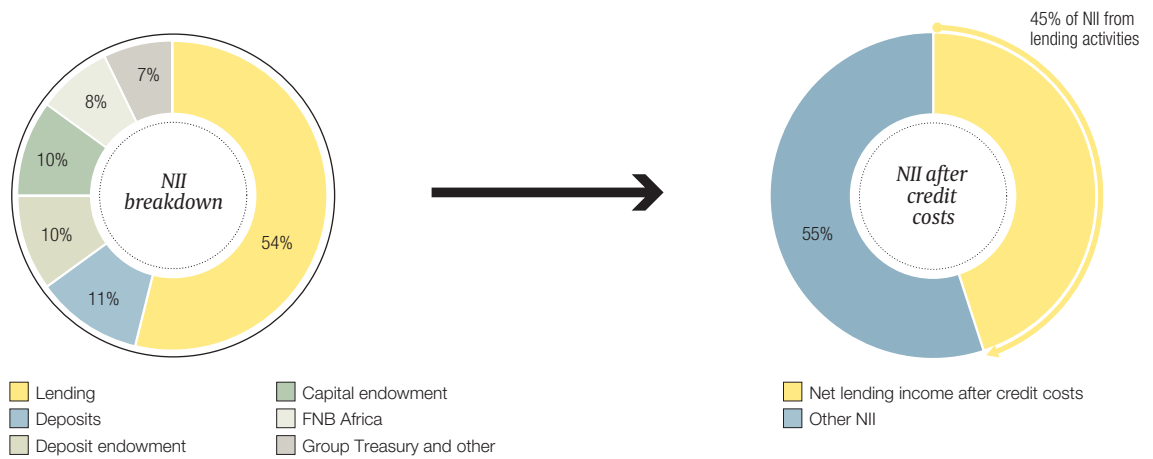 45% of NII from
lending activities
7%
8%
10%
10%
11%
54%
NII
breakdown
55%
NII after
credit
costs
Lending
Deposits
Deposit endowment
Capital endowment
FNB Africa
Group Treasury and other
Net lending income after credit costs
Other NII